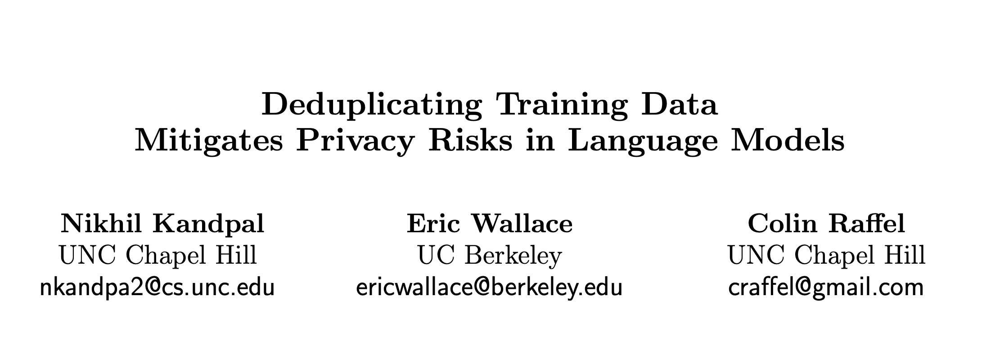 Deduplicating Training Data
Mitigates Privacy Risks in Language Models
Nikhil Kandpal
UNC Chapel Hill
nkandpa2@cs.unc.edu
Eric Wallace
UC Berkeley
ericwallace@berkeley.edu
Colin Raffel
UNC Chapel Hill
craffel@gmail.com